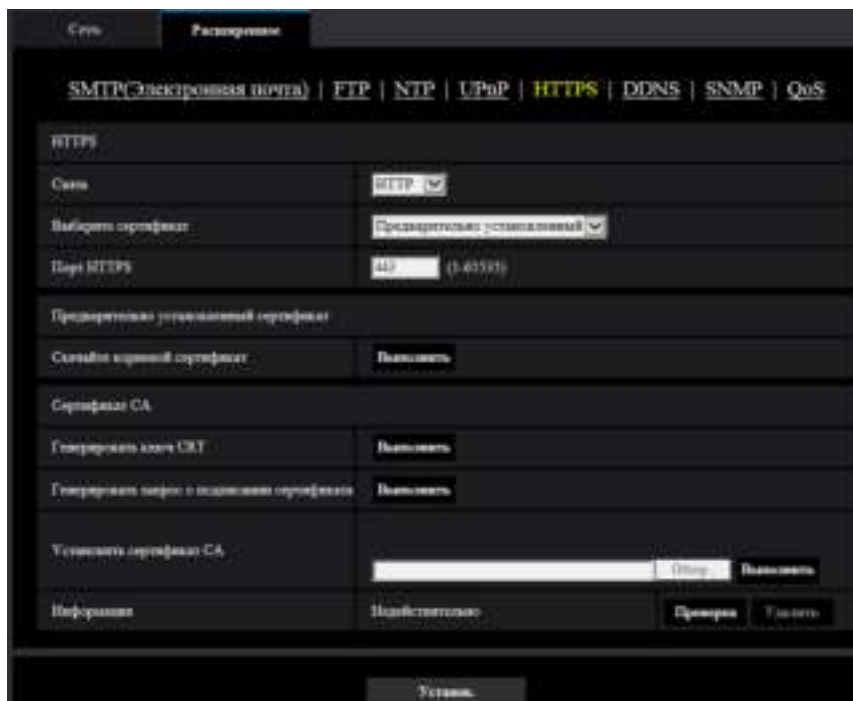 Сеть Расширенное
SMTP(Электронная почта) | FTP | NTP | UPnP | HTTPS | DDNS | SNMP | QoS
HTTPS
Связь HTTP
Выберите сертификат Предварительно установленный
Порт HTTPS 443 (1-65535)
Предварительно установленный сертификат
Скачайте корневой сертификат Выполнить
Сертификат CA
Генерировать ключ CRT Выполнить
Генерировать запрос о подписании сертификата Выполнить
Установить сертификат CA
Обзор... Выполнить
Информация Недействительно Проверка Удалить
Установ.